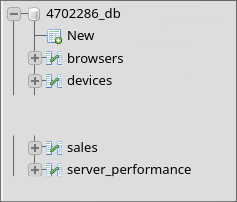 4702286_db
New
browsers
devices
sales
server_performance